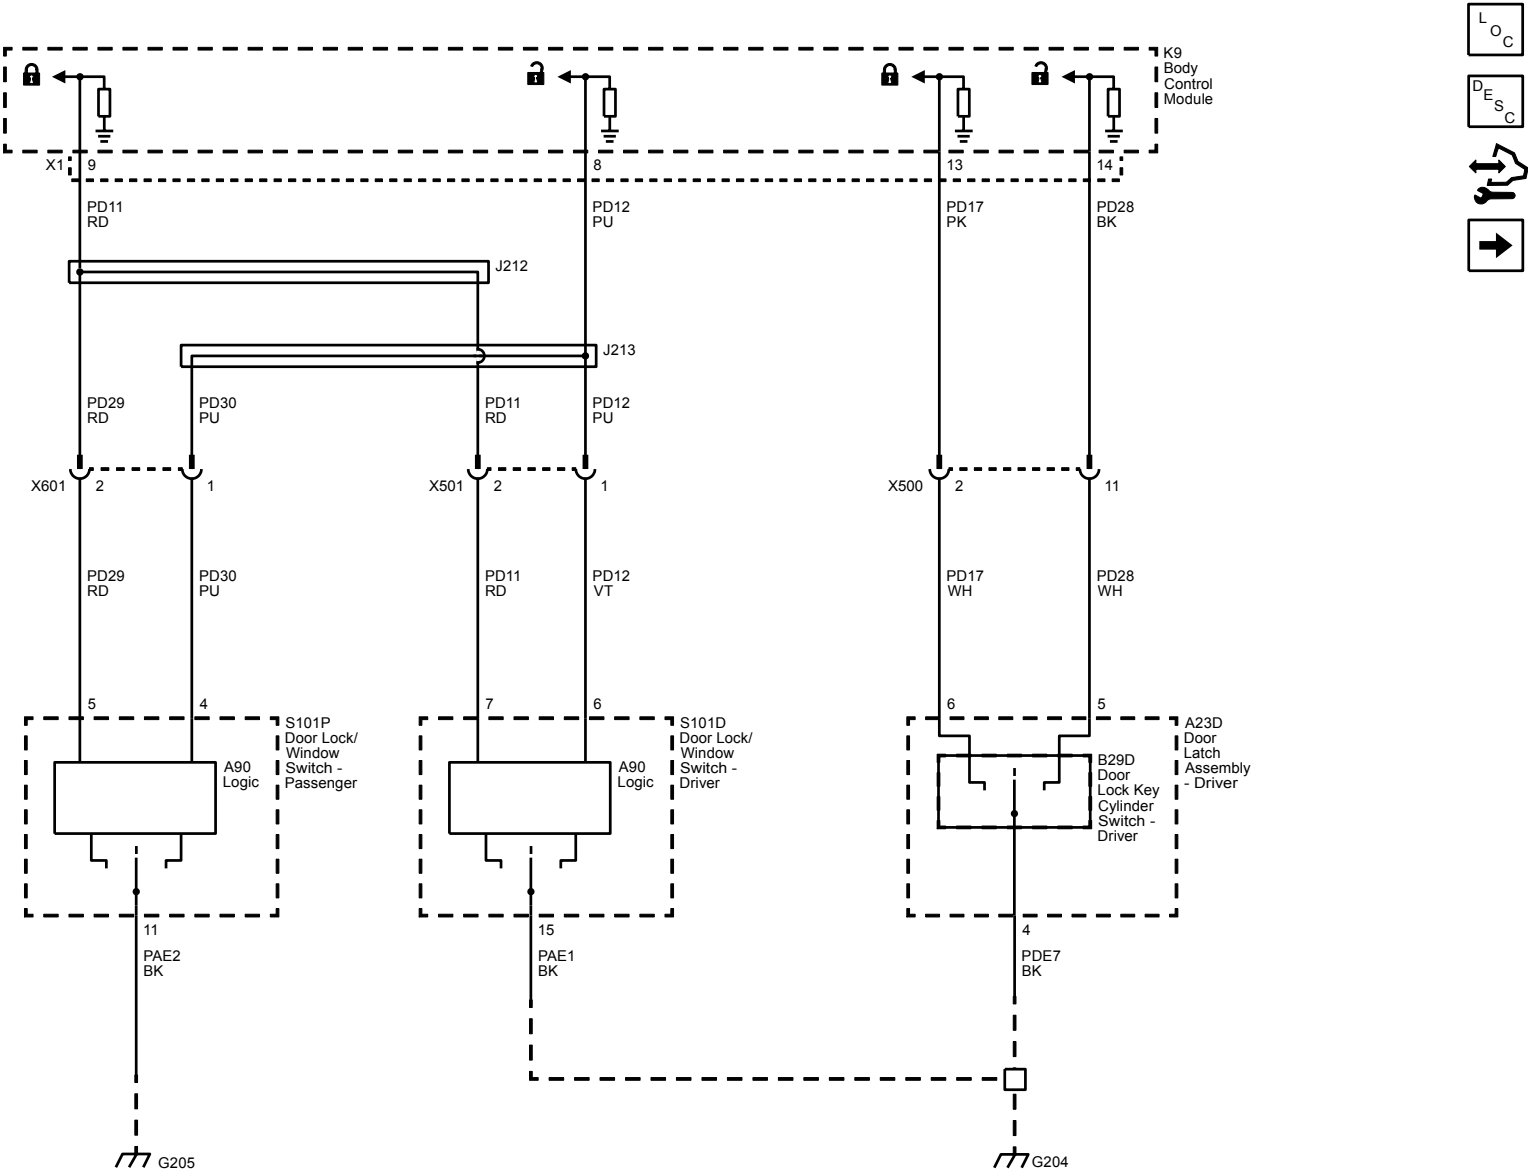 L
O
C
K9
Body
Control
Module
D
E
S
C
X1 9 8 13 14
PD11
RD
PD12
PU
PD17
PK
PD28
BK
J212
J213
PD29
RD
PD30
PU
PD11
RD
PD12
PU
X601 2 1 X501 2 1 X500 2 11
PD29
RD
PD30
PU
PD11
RD
PD12
VT
PD17
WH
PD28
WH
5 4 7 6 6 5
S101P
Door Lock/
Window
Switch -
Passenger
A90
Logic
S101D
Door Lock/
Window
Switch -
Driver
A90
Logic
A23D
Door
Latch
Assembly
- Driver
B29D
Door
Lock Key
Cylinder
Switch -
Driver
11 15 4
PAE2
BK
PAE1
BK
PDE7
BK
G205
G204